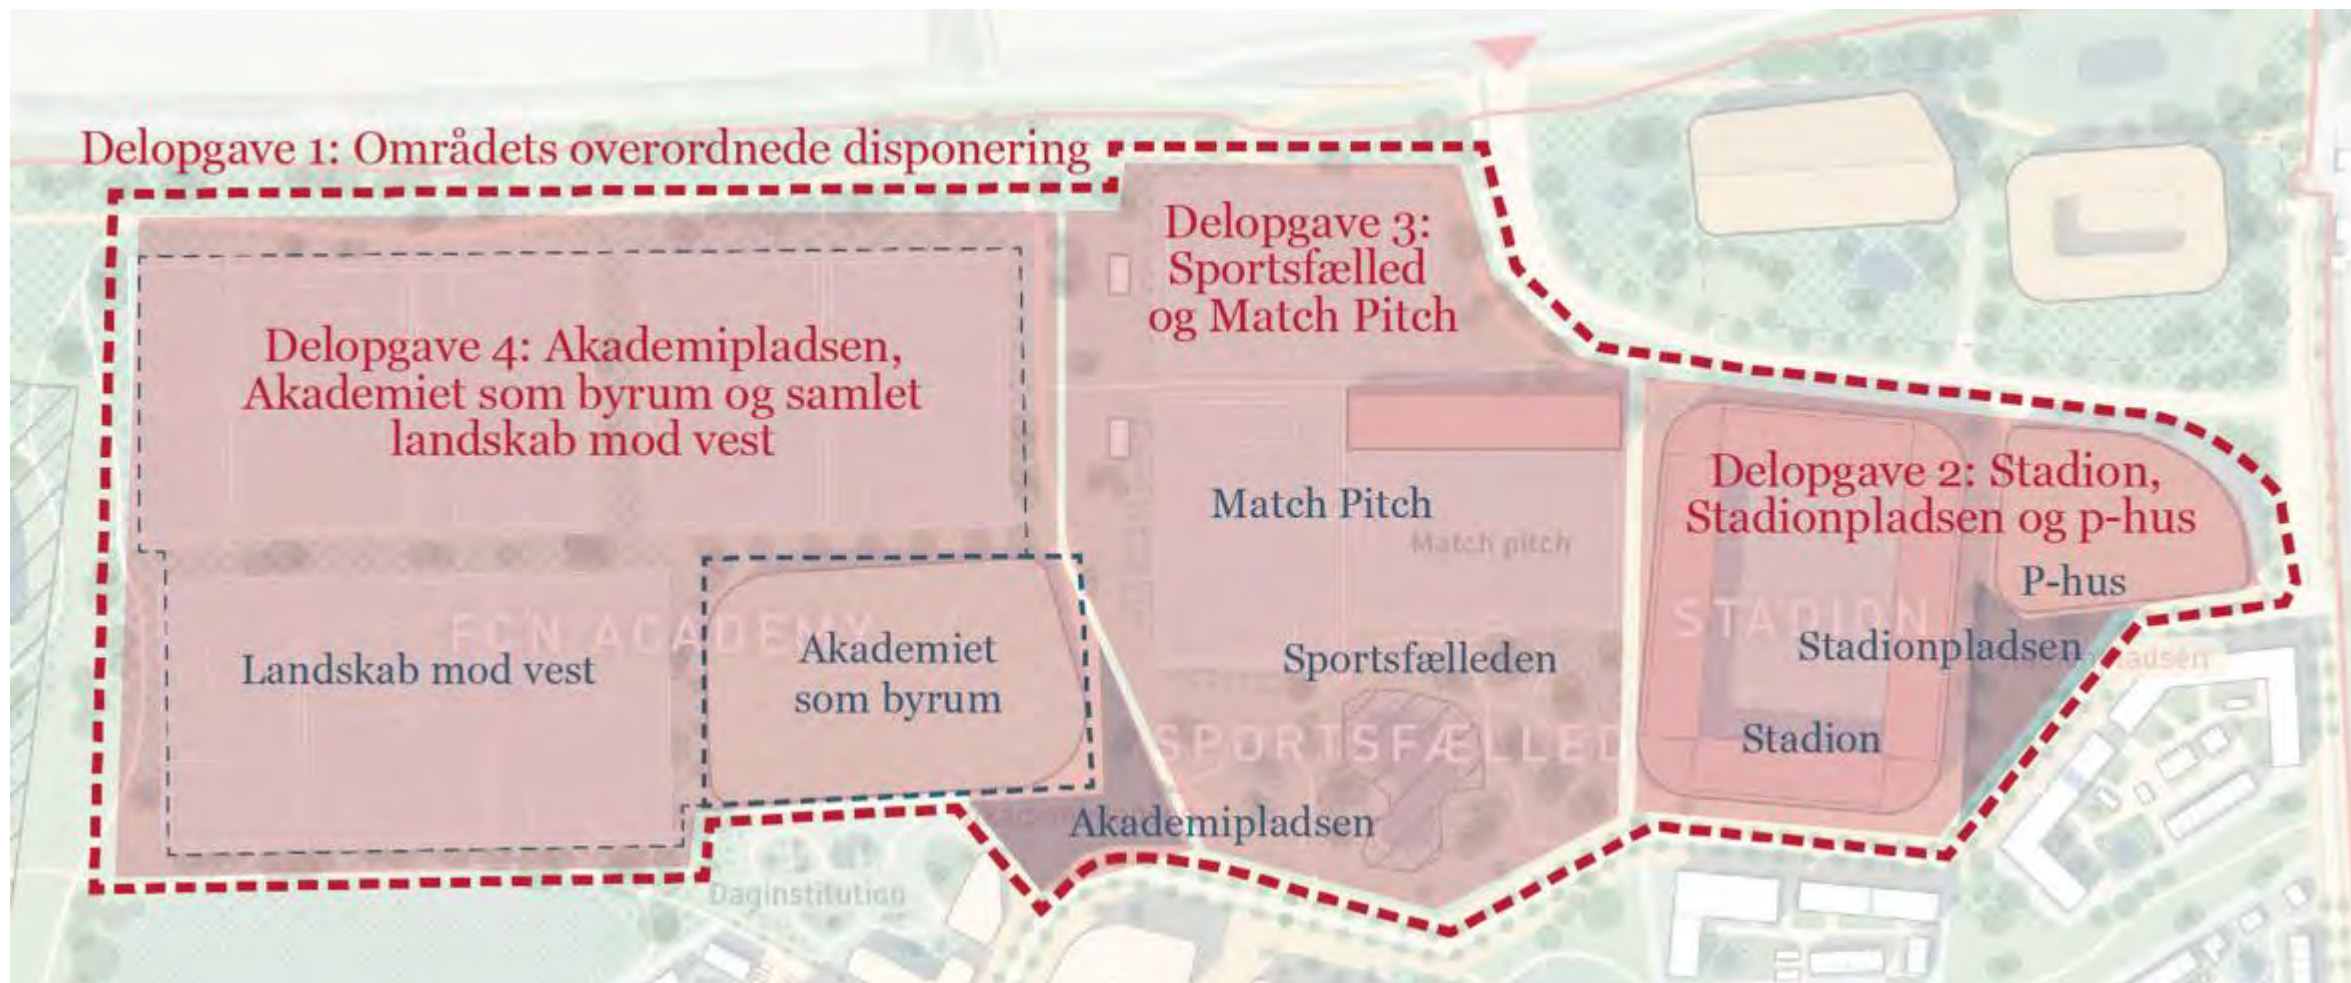 Delopgave 1: Områdets overordnede disponering
Delopgave 3:
Sportsfælled
og Match Pitch
Delopgave 4: Akademipladsen,
Akademiet som byrum og samlet
landskab mod vest
Delopgave 2: Stadion,
Stadionpladsen og p-hus
Match Pitch
Match pitch
P-hus
FCN ACADEMY
STADION
Akademiet
som byrum
Landskab mod vest
Sportsfælleden
Stadionpladsen
SPORTSFÆLLED
Stadion
Akademipladsen
Daginstitution